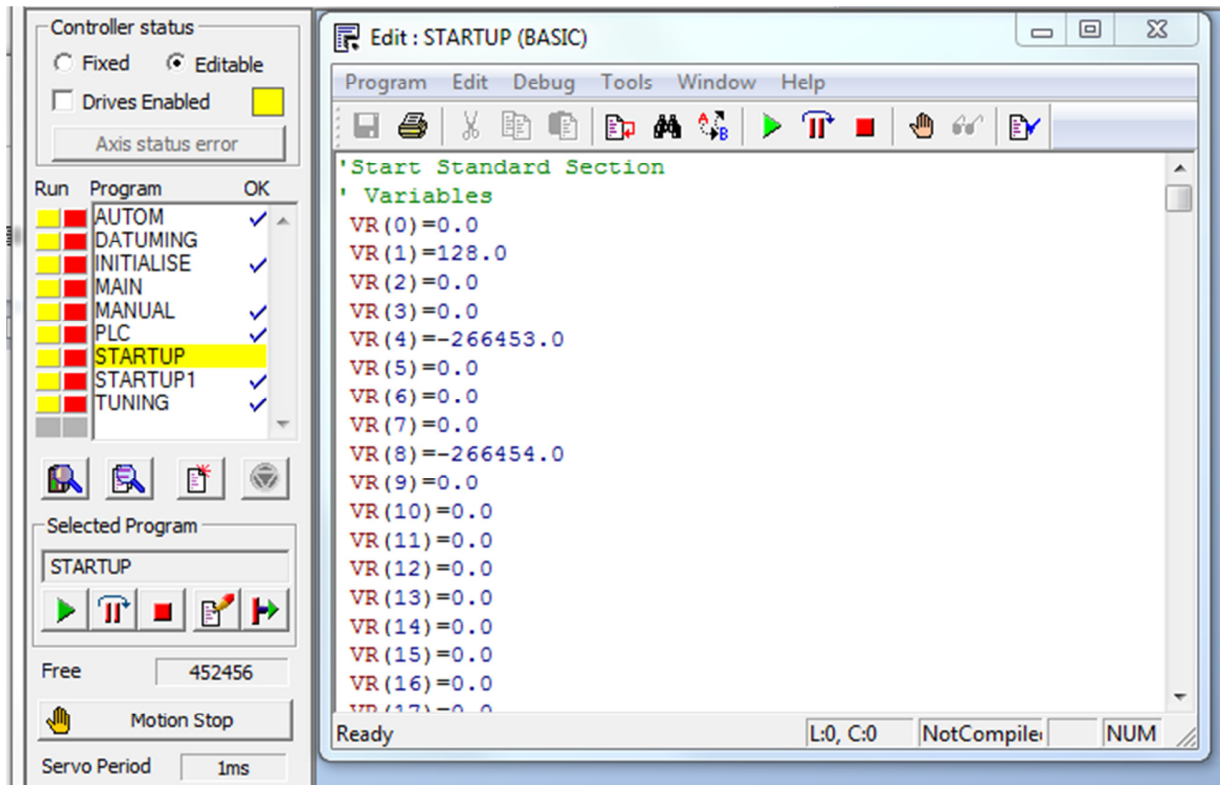 Controller status
Fixed Editable
Drives Enabled
Axis status error
Run Program OK
AUTOM
DATUMING
INITIALISE
MAIN
MANUAL
PLC
STARTUP
STARTUP1
TUNING
Selected Program
STARTUP
Free 452456
Motion Stop
Servo Period 1ms
Edit : STARTUP (BASIC)
Program Edit Debug Tools Window Help
'Start Standard Section
' Variables
VR(0)=0.0
VR(1)=128.0
VR(2)=0.0
VR(3)=0.0
VR(4)=-266453.0
VR(5)=0.0
VR(6)=0.0
VR(7)=0.0
VR(8)=-266454.0
VR(9)=0.0
VR(10)=0.0
VR(11)=0.0
VR(12)=0.0
VR(13)=0.0
VR(14)=0.0
VR(15)=0.0
VR(16)=0.0
VR(17)=0.0
Ready L:0, C:0 NotCompile NUM